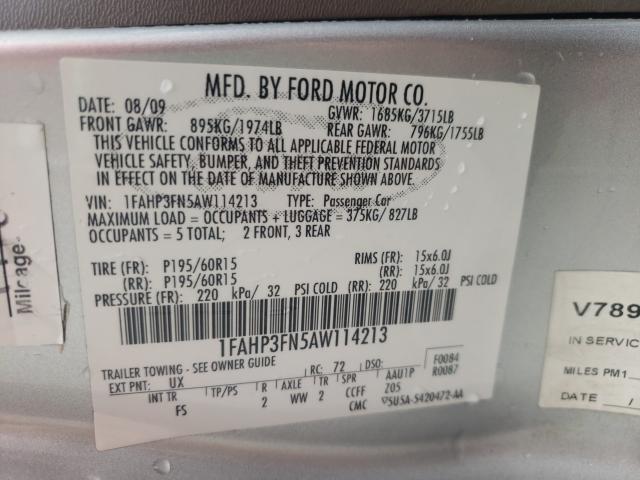 MFD. BY FORD MOTOR CO.
DATE: 08/09 GVWR: 1685KG/3715LB
FRONT GAWR: 895KG/1974LB REAR GAWR: 796KG/1755LB
THIS VEHICLE CONFORMS TO ALL APPLICABLE FEDERAL MOTOR
VEHICLE SAFETY, BUMPER, AND THEFT PREVENTION STANDARDS
IN EFFECT ON THE DATE OF MANUFACTURE SHOWN ABOVE.
VIN: 1FAHP3FN5AW114213 TYPE: Passenger Car
MAXIMUM LOAD = OCCUPANTS + LUGGAGE = 375KG/ 827LB
OCCUPANTS = 5 TOTAL; 2 FRONT, 3 REAR
TIRE (FR): P195/60R15 RIMS (FR): 15x6.0J
(RR): P195/60R15 (RR): 15x6.0J
PRESSURE (FR): 220 kPa/ 32 PSI COLD (RR): 220 kPa/ 32 PSI COLD
1FAHP3FN5AW114213
TRAILER TOWING - SEE OWNER GUIDE RC: 72 DSO: F0084
EXT PNT: UX R0087
INT TR TP/PS R AXLE TR SPR AAU1P
FS 2 WW 2 CCFF Z05
CMC 5U5A-5420472-AA
Mileage-
V789
IN SERVIC
MILES PM1
DATE /